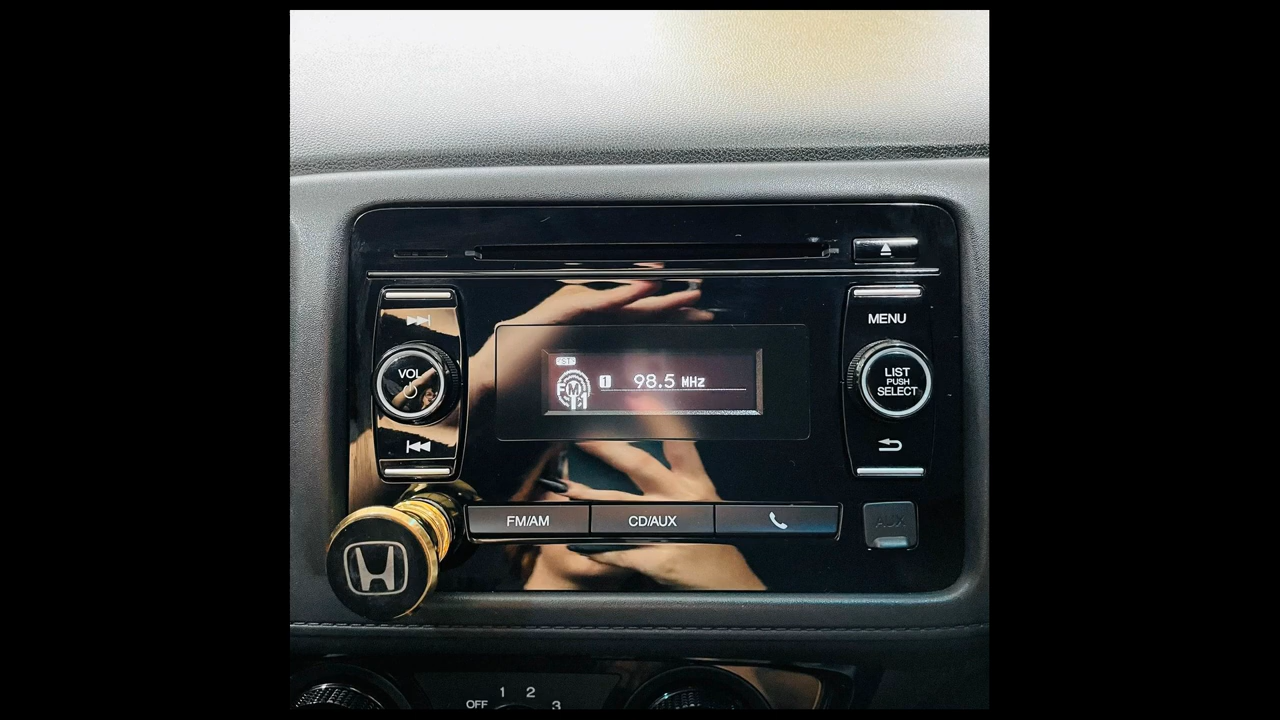 MENU
VOL
LIST
PUSH
SELECT
ST
FM1
1 98.5 MHz
FM/AM
CD/AUX
AUX
OFF 1 2 3